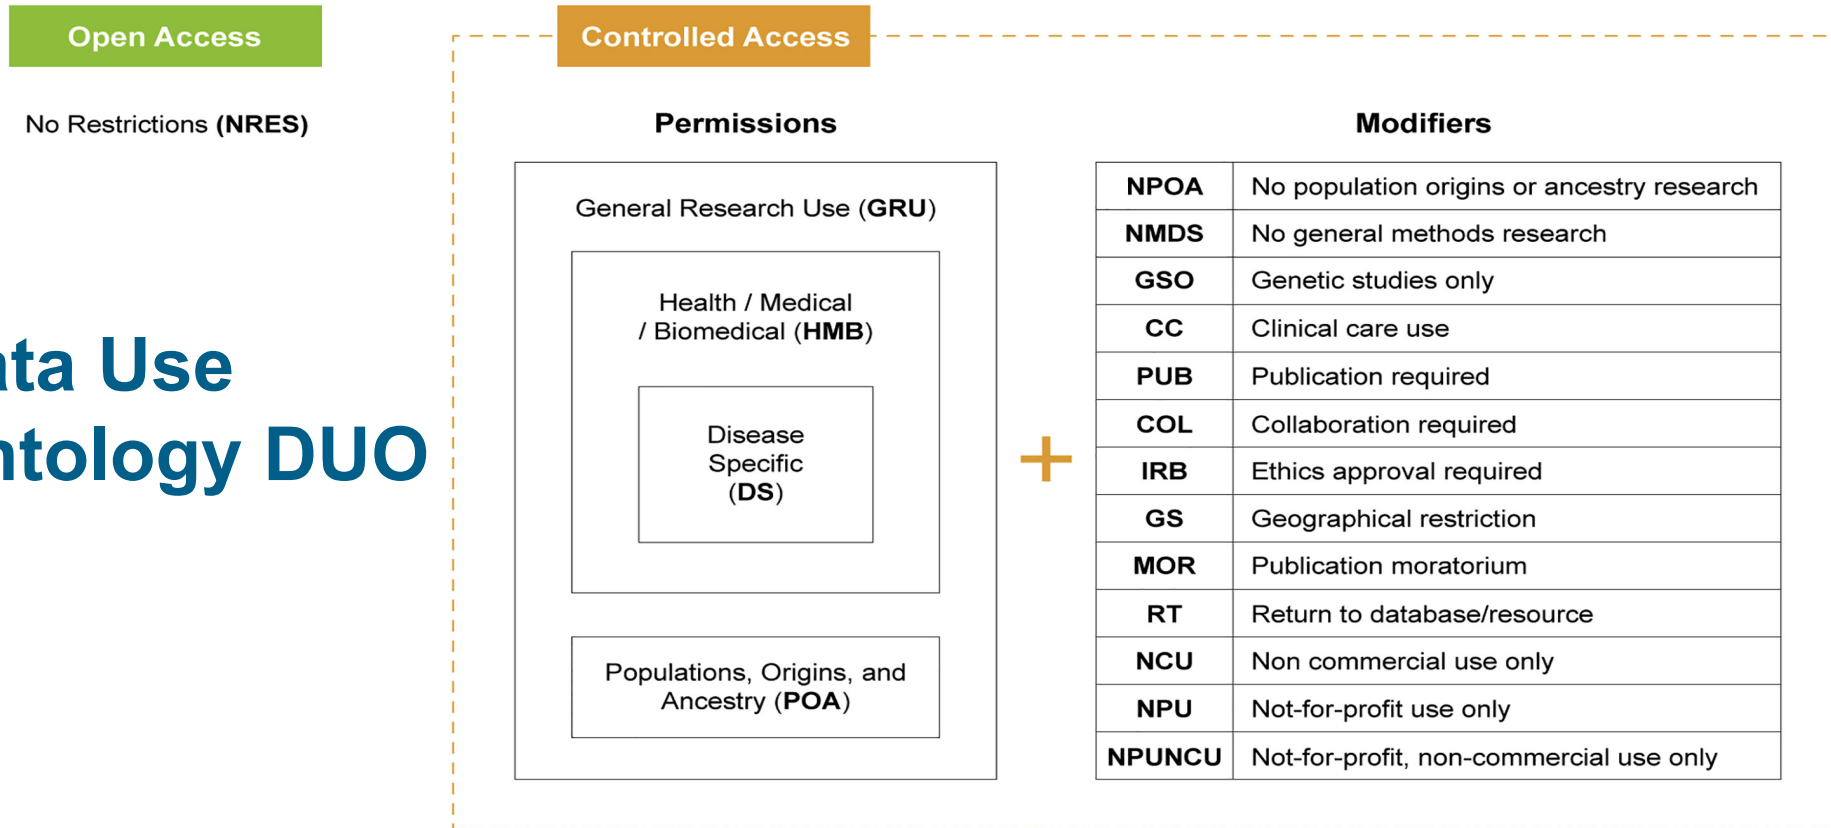 Open Access
No Restrictions (NRES)
ata Use
ntology DUO
Controlled Access
Permissions
General Research Use (GRU)
Health / Medical
/ Biomedical (HMB)
Disease
Specific
(DS)
Populations, Origins, and
Ancestry (POA)
+
Modifiers
NPOA No population origins or ancestry research
NMDS No general methods research
GSO Genetic studies only
CC Clinical care use
PUB Publication required
COL Collaboration required
IRB Ethics approval required
GS Geographical restriction
MOR Publication moratorium
RT Return to database/resource
NCU Non commercial use only
NPU Not-for-profit use only
NPUNCU Not-for-profit, non-commercial use only